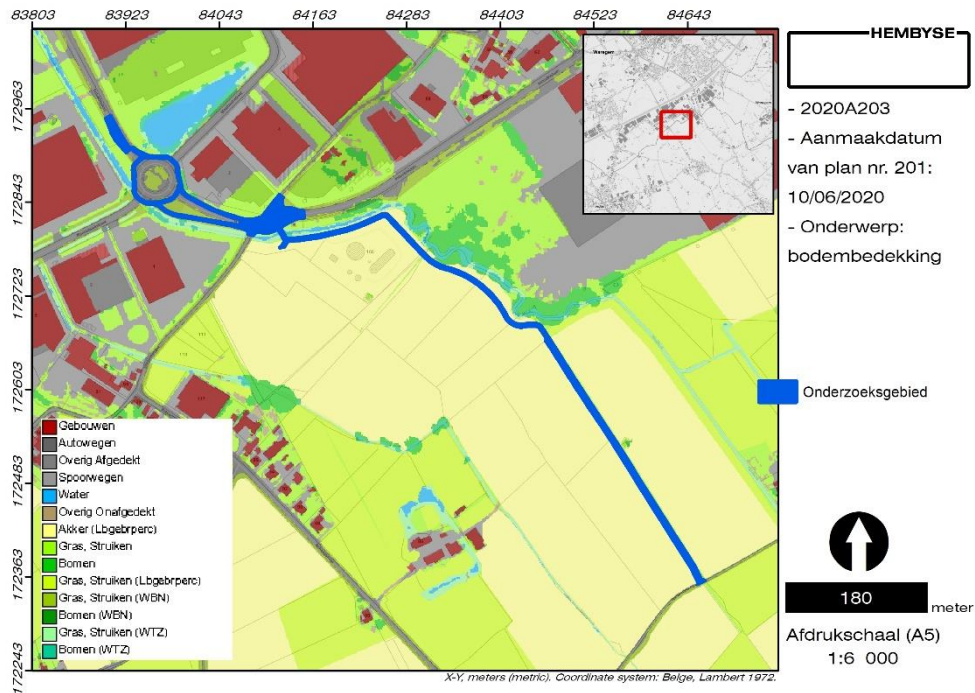 83803 83923 84043 84163 84283 84403 84523 84643
172963
172843
172723
172603
172483
172363
172243
Waregem
HEMBYSE
- 2020A203
- Aanmaakdatum
van plan nr. 201:
10/06/2020
- Onderwerp:
bodembedekking
Onderzoeksgebied
Gebouwen
Autowegen
Overig Afgedekt
Spoorwegen
Water
Overig Onafgedekt
Akker (Lbgebrperc)
Gras, Struiken
Bomen
Gras, Struiken (Lbgebrperc)
Gras, Struiken (WBN)
Bomen (WBN)
Gras, Struiken (WTZ)
Bomen (WTZ)
180 meter
Afdrukschaal (A5)
1:6 000
X-Y, meters (metric). Coordinate system: Belge, Lambert 1972.